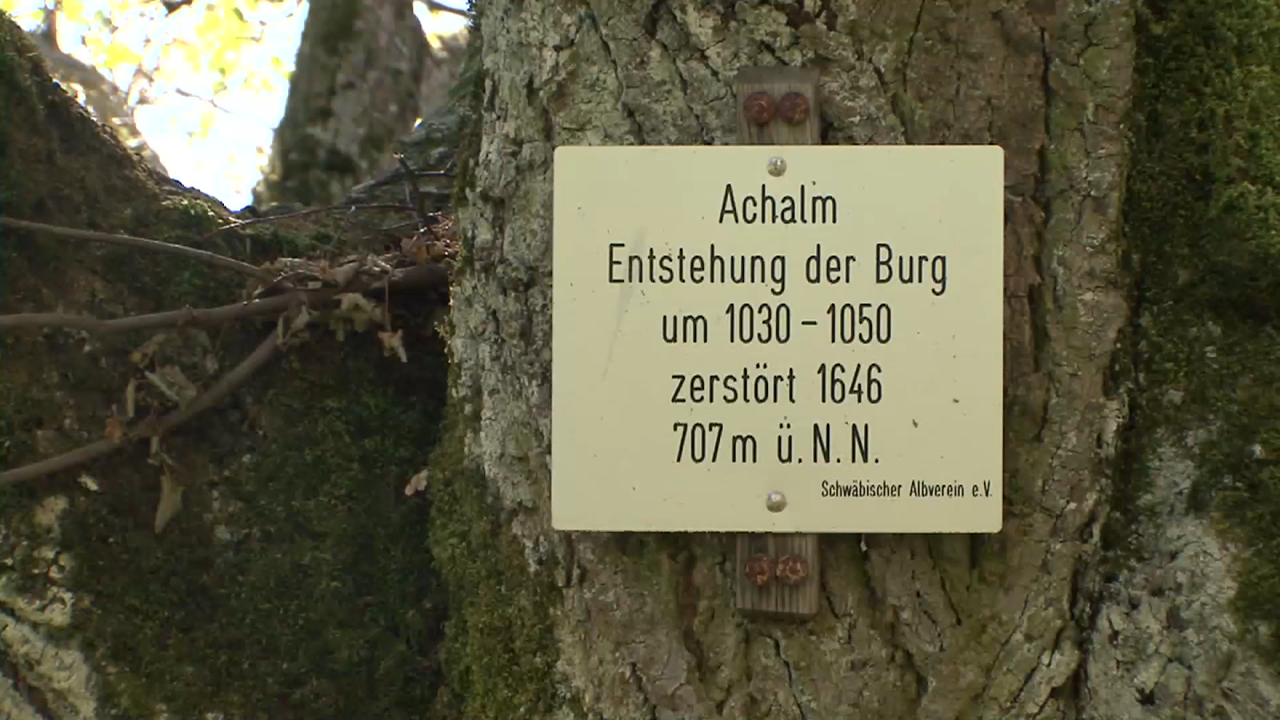 Achalm
Entstehung der Burg
um 1030 – 1050
zerstört 1646
707 m ü. N. N.
Schwäbischer Albverein e.V.